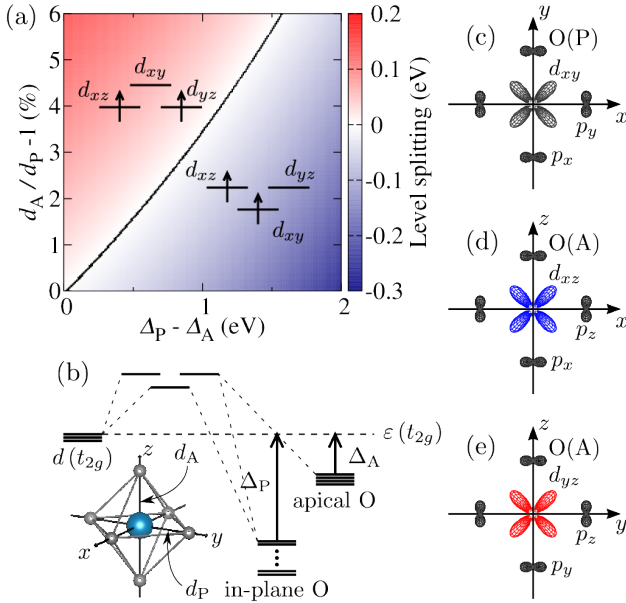 (a)
d_A / d_P -1 (%)
6
5
4
3
2
1
0
0 1 2
Δ_P - Δ_A (eV)
d_xy
d_xz d_yz
d_xz d_yz
d_xy
0.2
0.1
0
-0.1
-0.2
-0.3
Level splitting (eV)
(b)
d (t_2g)
ε (t_2g)
Δ_P
Δ_A
apical O
in-plane O
z
d_A
x
y
d_P
(c)
y
O(P)
d_xy
x
p_y
p_x
(d)
z
O(A)
d_xz
x
p_z
p_x
(e)
z
O(A)
d_yz
y
p_z
p_y